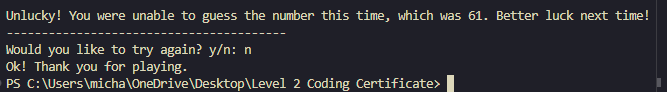 Unlucky! You were unable to guess the number this time, which was 61. Better luck next time!
----------------------------------------
Would you like to try again? y/n: n
Ok! Thank you for playing.
PS C:\Users\micha\OneDrive\Desktop\Level 2 Coding Certificate>